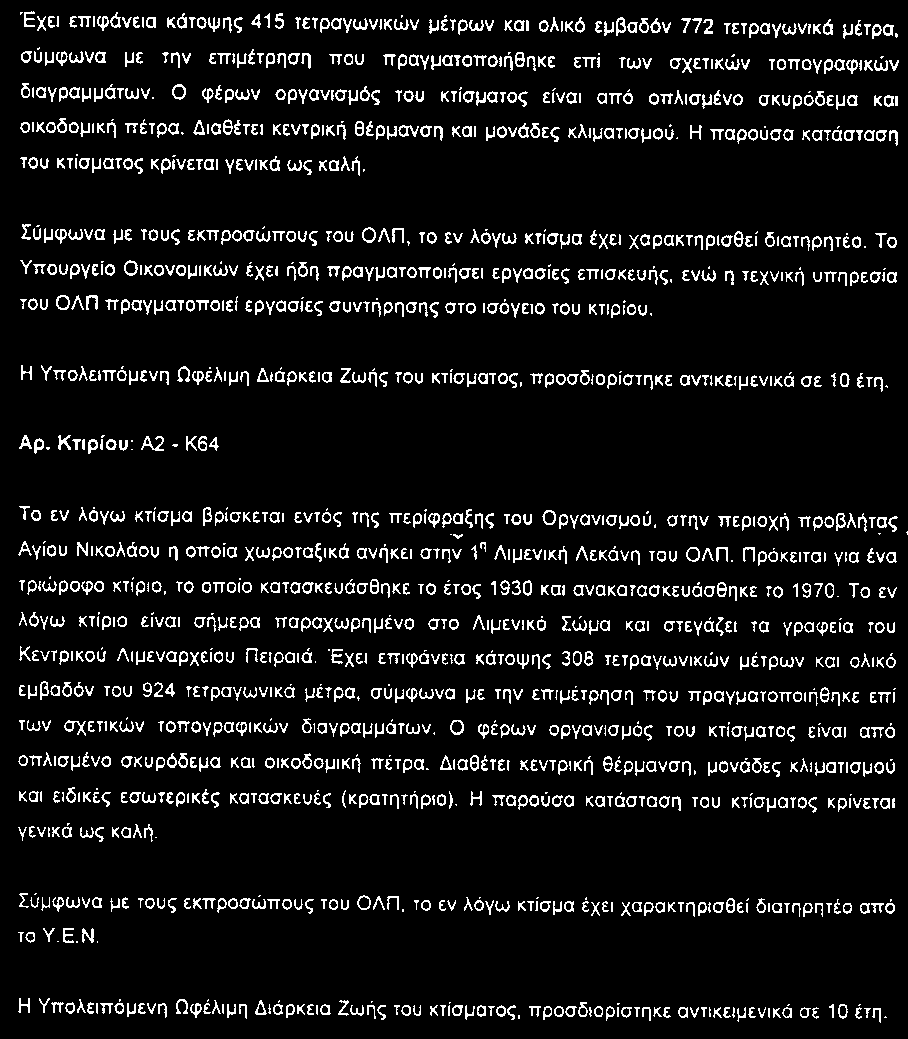 Έχει επιφάνεια κάτοψης 415 τετραγωνικών μέτρων και ολικό εμβαδόν 772 τετραγωνικά μέτρα,
σύμφωνα με την επιμέτρηση που πραγματοποιήθηκε επί των σχετικών τοπογραφικών
διαγραμμάτων. Ο φέρων οργανισμός του κτίσματος είναι από οπλισμένο σκυρόδεμα και
οικοδομική πέτρα. Διαθέτει κεντρική θέρμανση και μονάδες κλιματισμού. Η παρούσα κατάσταση
του κτίσματος κρίνεται γενικά ως καλή.
Σύμφωνα με τους εκπροσώπους του ΟΛΠ, το εν λόγω κτίσμα έχει χαρακτηρισθεί διατηρητέο. Το
Υπουργείο Οικονομικών έχει ήδη πραγματοποιήσει εργασίες επισκευής, ενώ η τεχνική υπηρεσία
του ΟΛΠ πραγματοποιεί εργασίες συντήρησης στο ισόγειο του κτιρίου.
Η Υπολειπόμενη Ωφέλιμη Διάρκεια Ζωής του κτίσματος, προσδιορίστηκε αντικειμενικά σε 10 έτη.
Αρ. Κτιρίου: Α2 - Κ64
Το εν λόγω κτίσμα βρίσκεται εντός της περίφραξης του Οργανισμού, στην περιοχή προβλήτας
Αγίου Νικολάου η οποία χωροταξικά ανήκει στην 1η Λιμενική Λεκάνη του ΟΛΠ. Πρόκειται για ένα
τριώροφο κτίριο, το οποίο κατασκευάσθηκε το έτος 1930 και ανακατασκευάσθηκε το 1970. Το εν
λόγω κτίριο είναι σήμερα παραχωρημένο στο Λιμενικό Σώμα και στεγάζει τα γραφεία του
Κεντρικού Λιμεναρχείου Πειραιά. Έχει επιφάνεια κάτοψης 308 τετραγωνικών μέτρων και ολικό
εμβαδόν του 924 τετραγωνικά μέτρα, σύμφωνα με την επιμέτρηση που πραγματοποιήθηκε επί
των σχετικών τοπογραφικών διαγραμμάτων. Ο φέρων οργανισμός του κτίσματος είναι από
οπλισμένο σκυρόδεμα και οικοδομική πέτρα. Διαθέτει κεντρική θέρμανση, μονάδες κλιματισμού
και ειδικές εσωτερικές κατασκευές (κρατητήριο). Η παρούσα κατάσταση του κτίσματος κρίνεται
γενικά ως καλή.
Σύμφωνα με τους εκπροσώπους του ΟΛΠ, το εν λόγω κτίσμα έχει χαρακτηρισθεί διατηρητέο από
το Υ.Ε.Ν.
Η Υπολειπόμενη Ωφέλιμη Διάρκεια Ζωής του κτίσματος, προσδιορίστηκε αντικειμενικά σε 10 έτη.